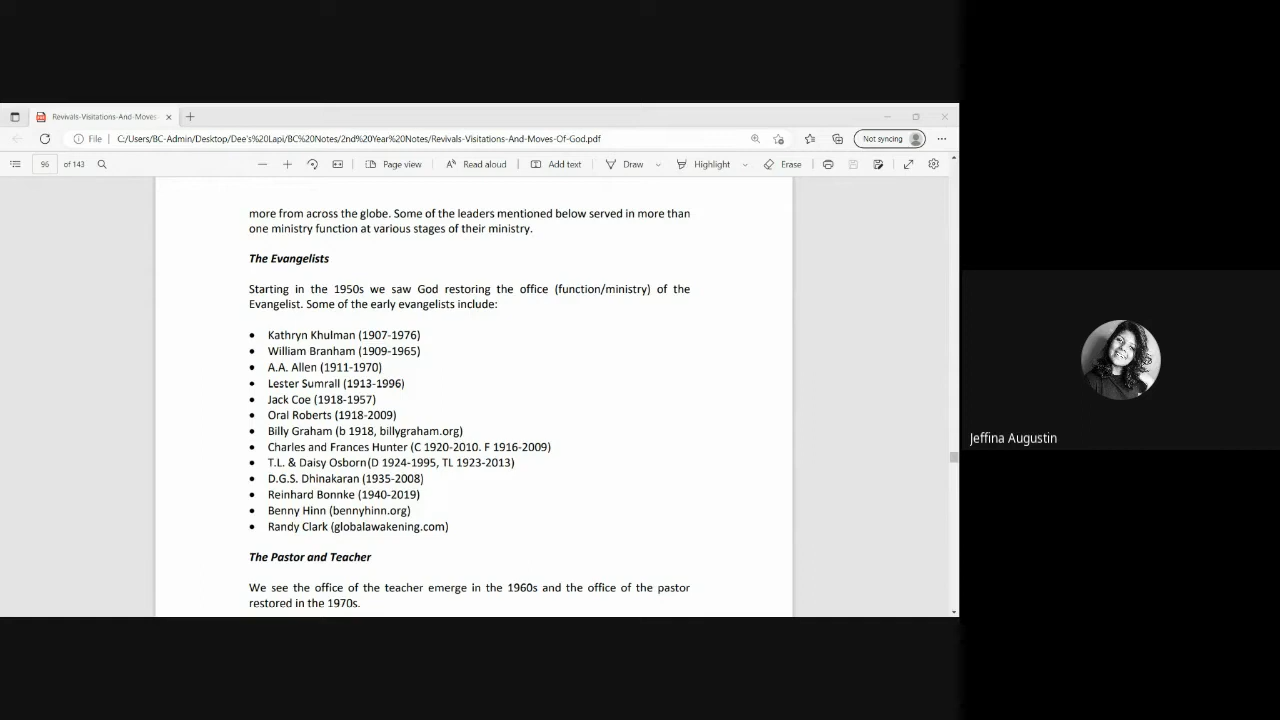 Revivals-Visitations-And-Moves-
File
C:/Users/BC-Admin/Desktop/Dee's%20Lapi/BC%20Notes/2nd%20Year%20Notes/Revivals-Visitations-And-Moves-Of-God.pdf
Not syncing
96 of 143
Page view
Read aloud
Add text
Draw
Highlight
Erase
more from across the globe. Some of the leaders mentioned below served in more than
one ministry function at various stages of their ministry.
The Evangelists
Starting in the 1950s we saw God restoring the office (function/ministry) of the
Evangelist. Some of the early evangelists include:
• Kathryn Khulman (1907-1976)
• William Branham (1909-1965)
• A.A. Allen (1911-1970)
• Lester Sumrall (1913-1996)
• Jack Coe (1918-1957)
• Oral Roberts (1918-2009)
• Billy Graham (b 1918, billygraham.org)
• Charles and Frances Hunter (C 1920-2010. F 1916-2009)
• T.L. & Daisy Osborn(D 1924-1995, TL 1923-2013)
• D.G.S. Dhinakaran (1935-2008)
• Reinhard Bonnke (1940-2019)
• Benny Hinn (bennyhinn.org)
• Randy Clark (globalawakening.com)
The Pastor and Teacher
We see the office of the teacher emerge in the 1960s and the office of the pastor
restored in the 1970s.
Jeffina Augustin